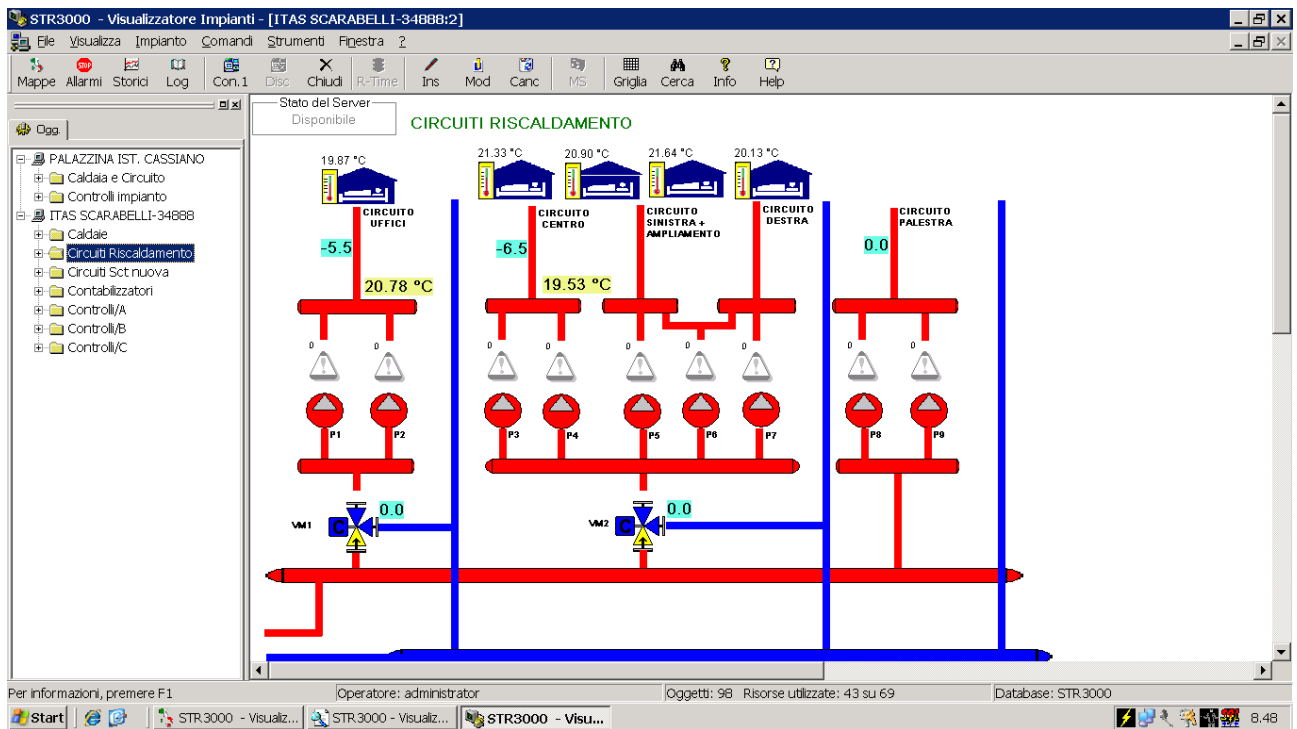 STR3000 - Visualizzatore Impianti - [ITAS SCARABELLI-34888:2]
File Visualizza Impianto Comandi Strumenti Finestra ?
Mappe Allarmi Storici Log Con.1 Disc Chiudi R-Time Ins Mod Canc MS Griglia Cerca Info Help
Ogg.
PALAZZINA IST. CASSIANO
Caldaia e Circuito
Controlli impianto
ITAS SCARABELLI-34888
Caldaie
Circuiti Riscaldamento
Circuiti Sct nuova
Contabilizzatori
Controlli/A
Controlli/B
Controlli/C
Stato del Server
Disponibile
CIRCUITI RISCALDAMENTO
19.87 °C 21.33 °C 20.90 °C 21.64 °C 20.13 °C
CIRCUITO UFFICI
CIRCUITO CENTRO
CIRCUITO SINISTRA + AMPLIAMENTO
CIRCUITO DESTRA
CIRCUITO PALESTRA
-5.5 -6.5 0.0
20.78 °C 19.53 °C
0 0 0 0 0 0 0 0 0
P1 P2 P3 P4 P5 P6 P7 P8 P9
VM1 C 0.0 VM2 C 0.0
Per informazioni, premere F1 Operatore: administrator Oggetti: 98 Risorse utilizzate: 43 su 69 Database: STR3000
Start STR3000 - Visualiz... STR3000 - Visualiz... STR3000 - Visu... 8.48